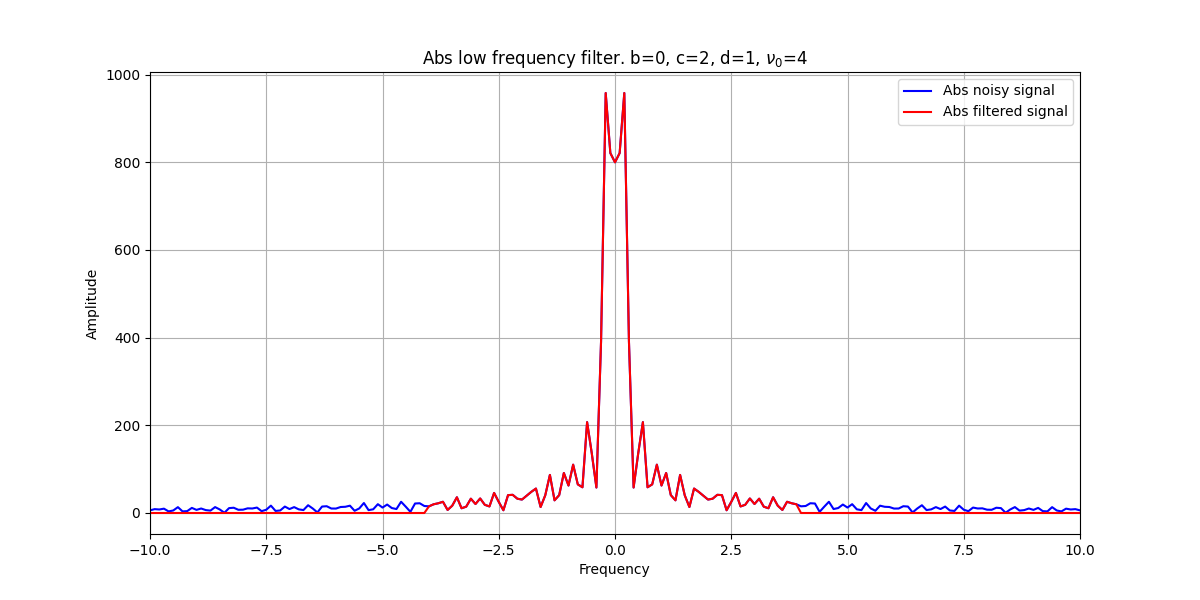 Abs low frequency filter. b=0, c=2, d=1, ν₀=4
Abs noisy signal
Abs filtered signal
1000
800
600
400
200
0
Amplitude
−10.0 −7.5 −5.0 −2.5 0.0 2.5 5.0 7.5 10.0
Frequency